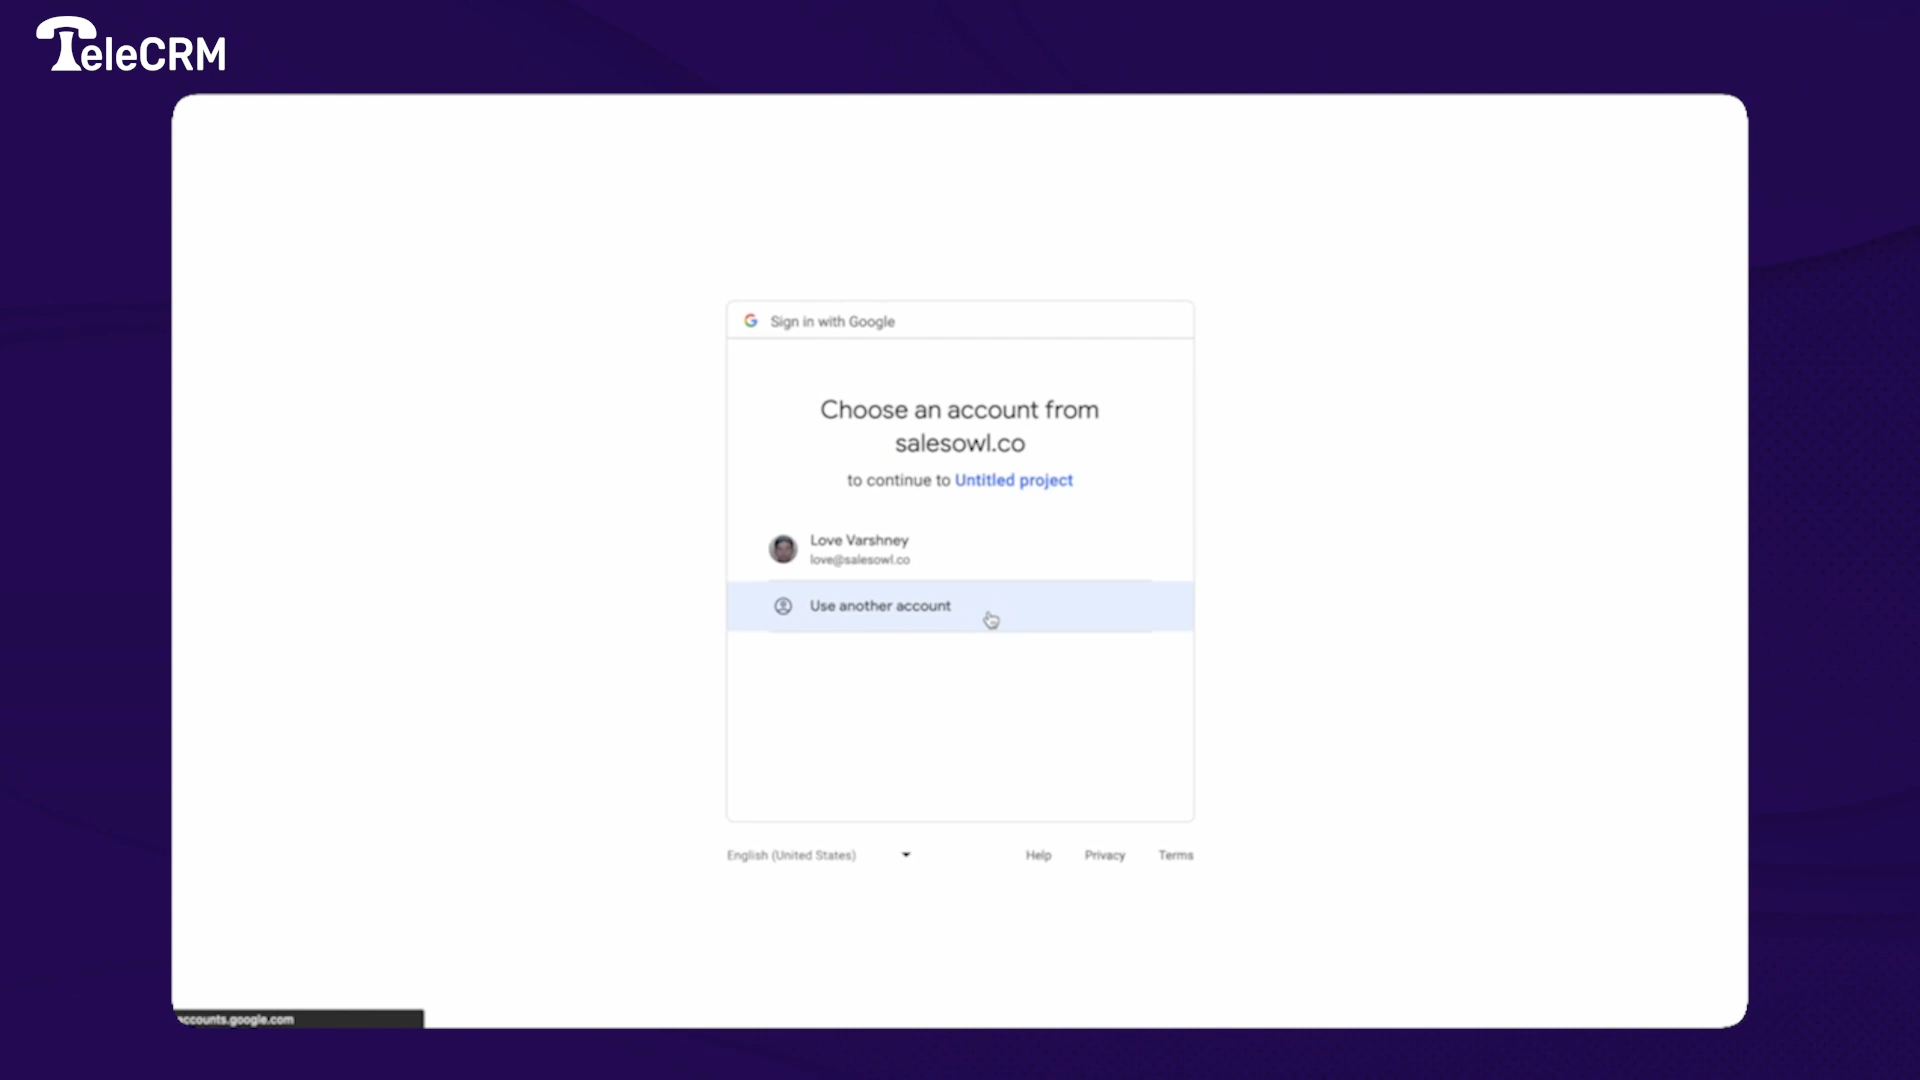 TeleCRM
Sign in with Google
Choose an account from
salesowl.co
to continue to Untitled project
Love Varshney
love@salesowl.co
Use another account
English (United States)
Help Privacy Terms
accounts.google.com